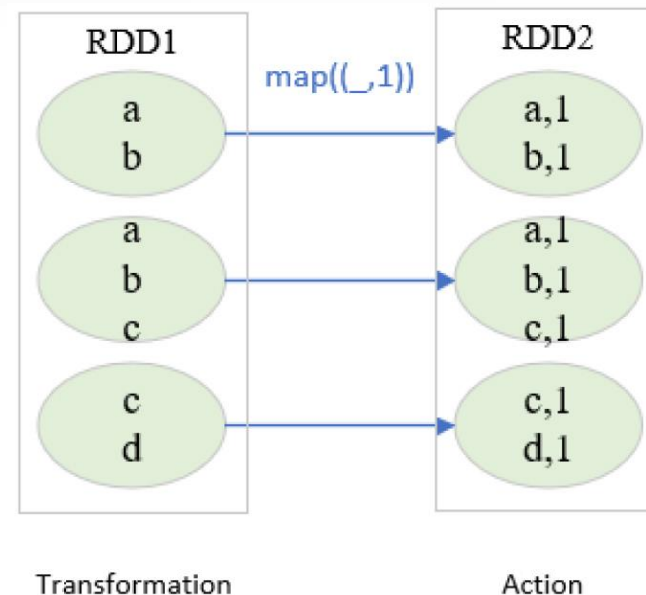 RDD1
map((_,1))
RDD2
a
b
a,1
b,1
a
b
c
a,1
b,1
c,1
c
d
c,1
d,1
Transformation
Action